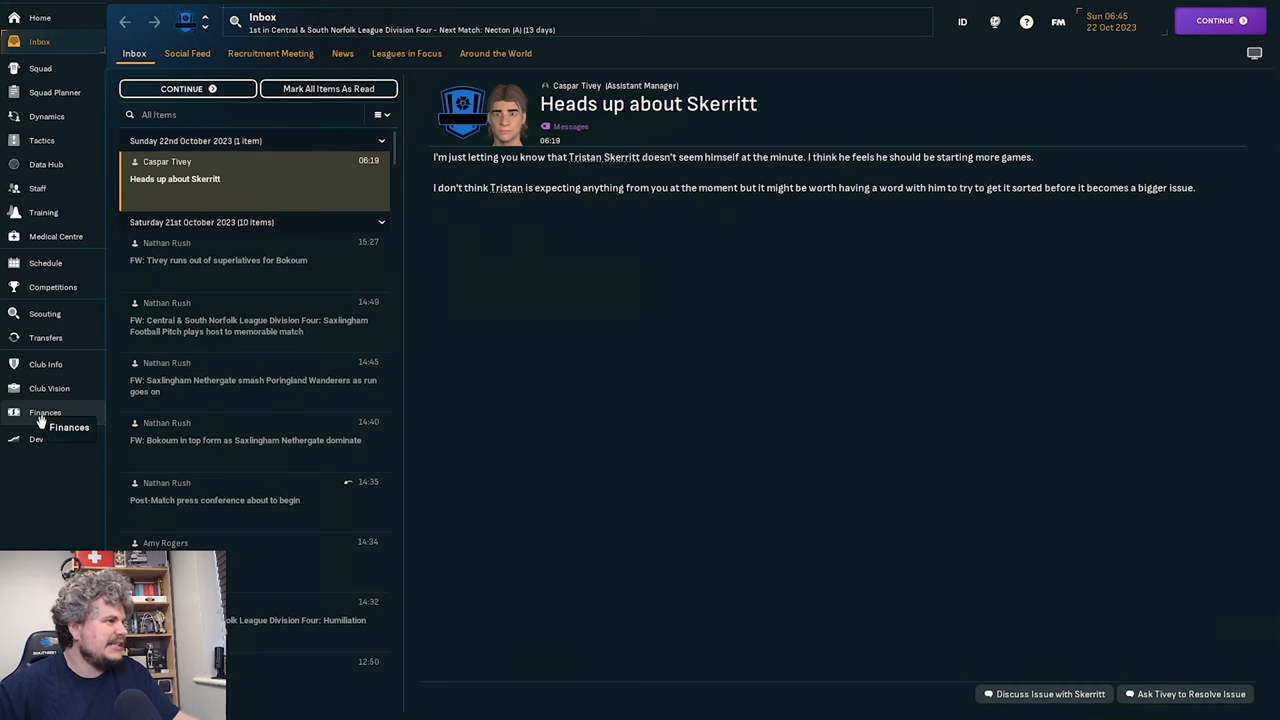 Home
Inbox
Squad
Squad Planner
Dynamics
Tactics
Data Hub
Staff
Training
Medical Centre
Schedule
Competitions
Scouting
Transfers
Club Info
Club Vision
Finances
Finances
Dev
Inbox
1st in Central & South Norfolk League Division Four - Next Match: Necton (A) (13 days)
ID
?
FM
Sun 06:45
22 Oct 2023
CONTINUE
Inbox
Social Feed
Recruitment Meeting
News
Leagues in Focus
Around the World
CONTINUE
Mark All Items As Read
All Items
Sunday 22nd October 2023 (1 item)
Caspar Tivey 06:19
Heads up about Skerritt
Saturday 21st October 2023 (10 items)
Nathan Rush 15:27
FW: Tivey runs out of superlatives for Bokoum
Nathan Rush 14:49
FW: Central & South Norfolk League Division Four: Saxlingham
Football Pitch plays host to memorable match
Nathan Rush 14:45
FW: Saxlingham Nethergate smash Poringland Wanderers as run
goes on
Nathan Rush 14:40
FW: Bokoum in top form as Saxlingham Nethergate dominate
Nathan Rush 14:35
Post-Match press conference about to begin
Amy Rogers 14:34
14:32
olk League Division Four: Humiliation
12:50
Caspar Tivey (Assistant Manager)
Heads up about Skerritt
Messages
06:19
I'm just letting you know that Tristan Skerritt doesn't seem himself at the minute. I think he feels he should be starting more games.
I don't think Tristan is expecting anything from you at the moment but it might be worth having a word with him to try to get it sorted before it becomes a bigger issue.
Discuss Issue with Skerritt
Ask Tivey to Resolve Issue